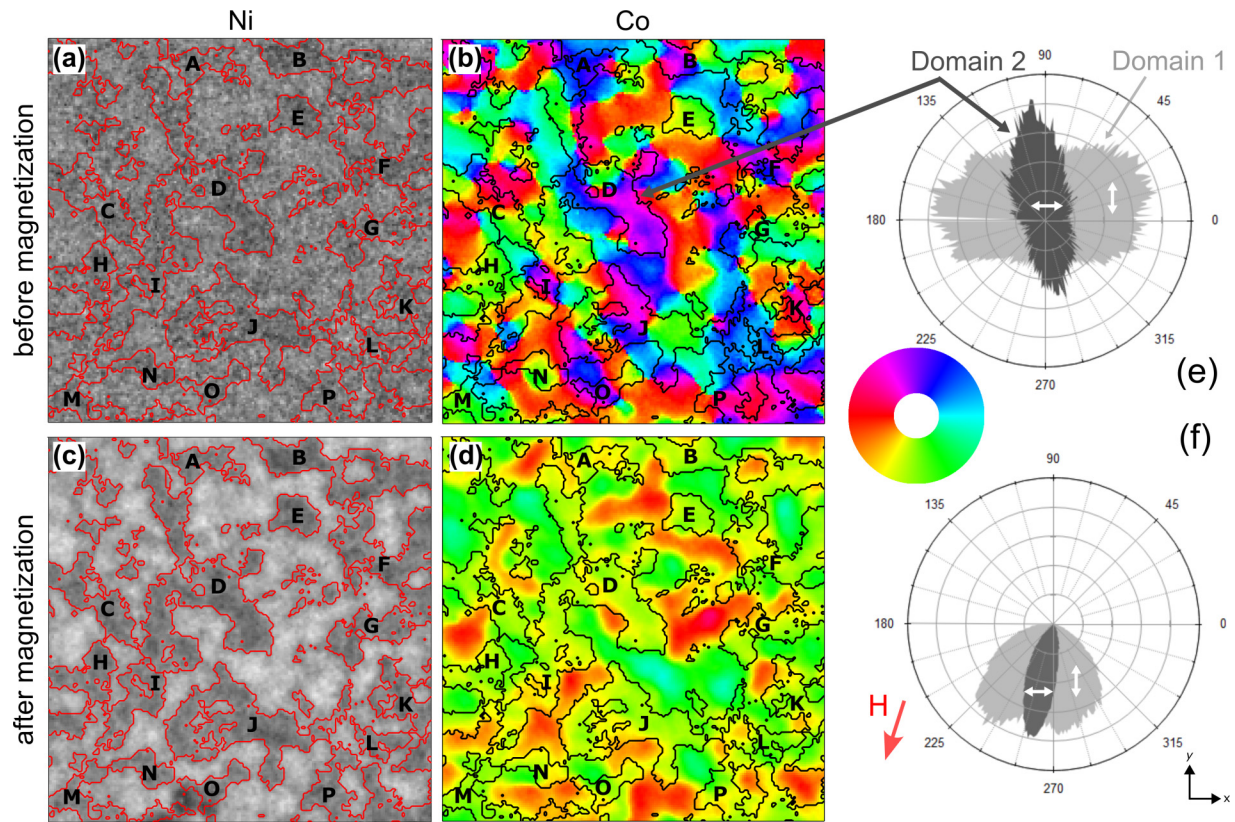 Ni
Co
before magnetization
(a)
A
B
E
F
D
C
G
H
I
K
J
L
N
M
O
P
(b)
A
B
E
F
D
C
G
H
I
K
J
L
N
M
O
P
Domain 2
Domain 1
90
135
45
180
0
225
315
270
(e)
after magnetization
(c)
A
B
E
F
D
C
G
H
I
K
J
L
N
M
O
P
(d)
A
B
E
F
D
C
G
H
I
K
J
L
N
M
O
P
(f)
90
135
45
180
0
H
225
315
270
y
x